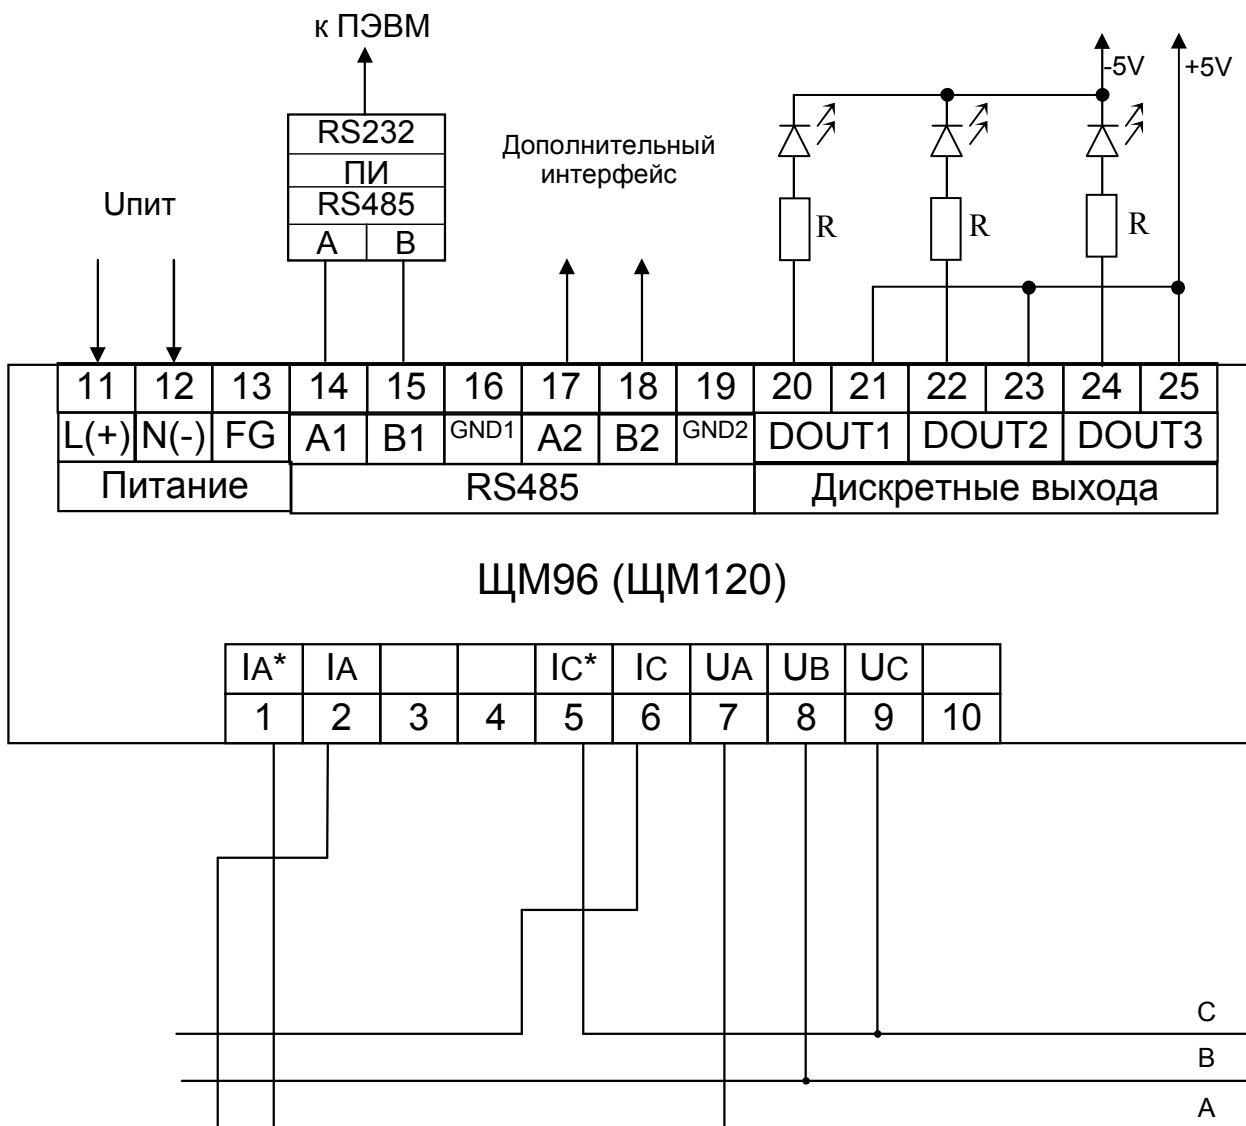 к ПЭВМ
-5V
+5V
RS232
ПИ
RS485
A B
Дополнительный
интерфейс
Uпит
R R R
11 12 13 14 15 16 17 18 19 20 21 22 23 24 25
L(+) N(-) FG A1 B1 GND1 A2 B2 GND2 DOUT1 DOUT2 DOUT3
Питание RS485 Дискретные выхода
ЩМ96 (ЩМ120)
IA* IA IC* IC UA UB UC
1 2 3 4 5 6 7 8 9 10
C
B
A